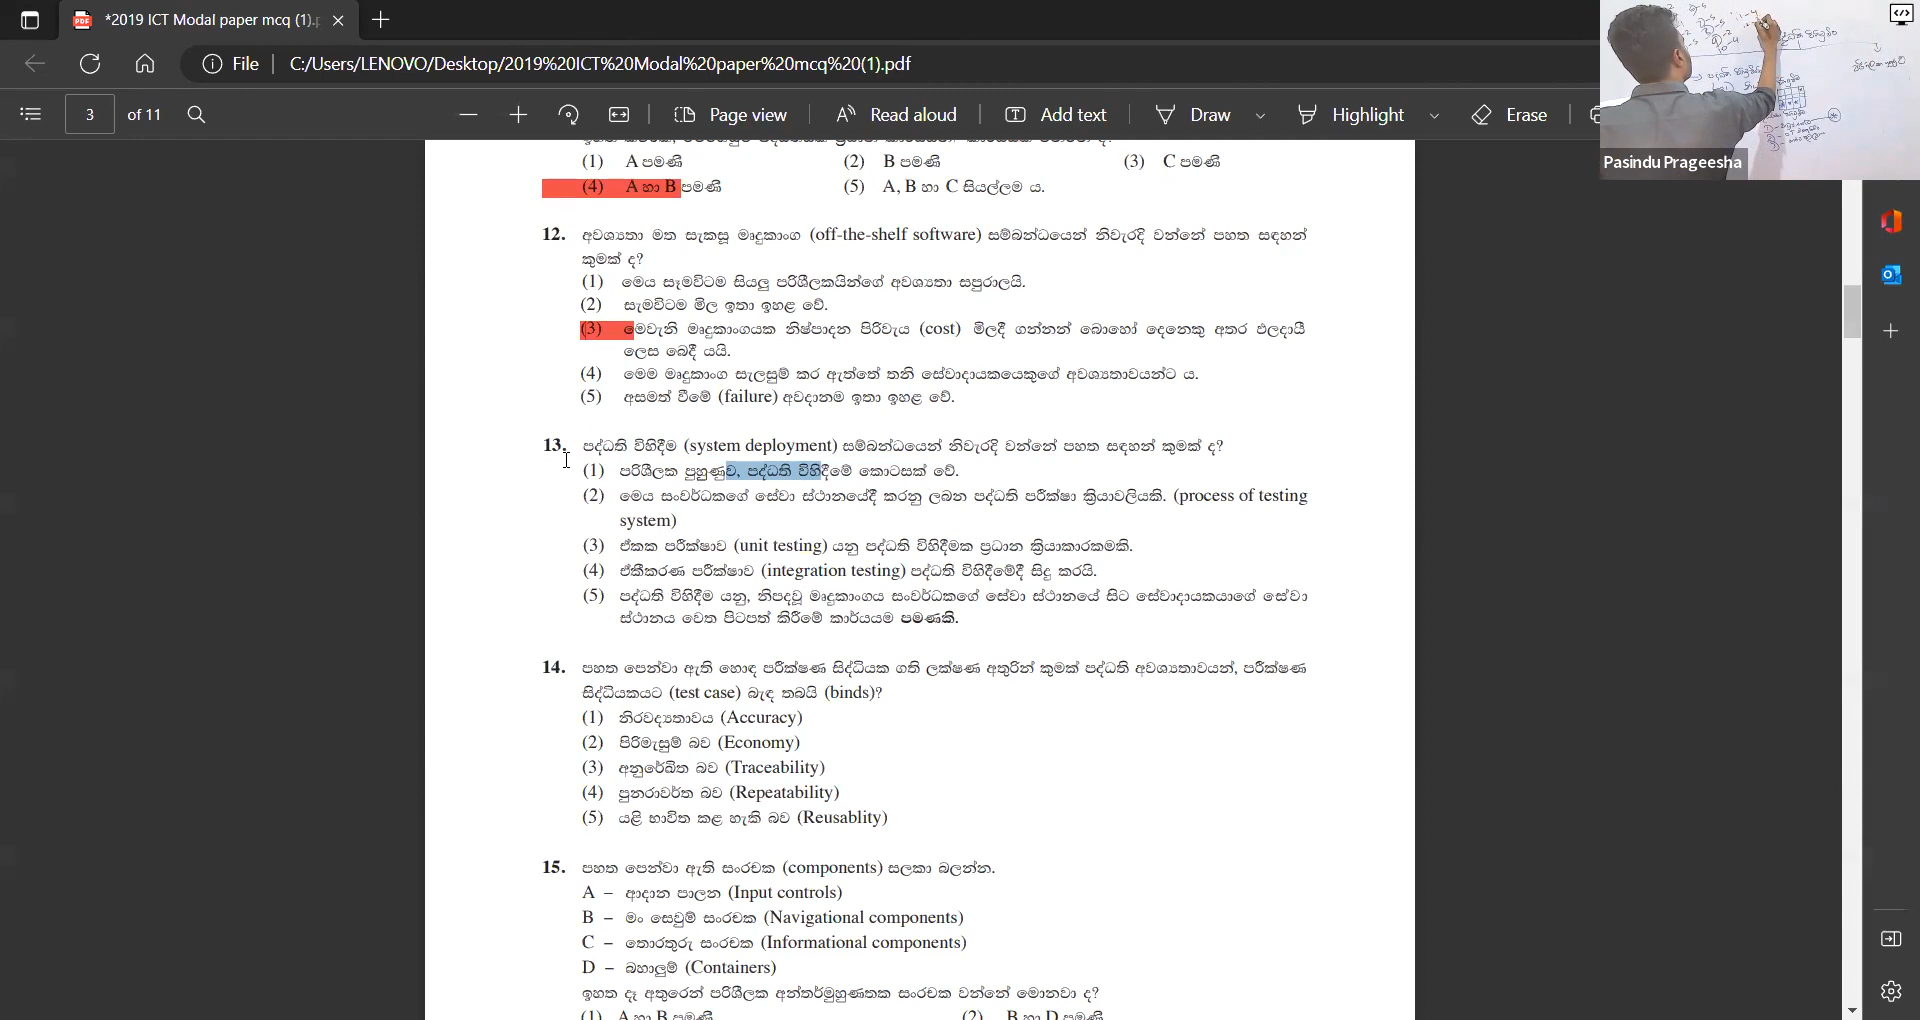 *2019 ICT Modal paper mcq (1).p
File
C:/Users/LENOVO/Desktop/2019%20ICT%20Modal%20paper%20mcq%20(1).pdf
3 of 11
Page view
Read aloud
Add text
Draw
Highlight
Erase
Pasindu Prageesha
(1) A පමණි (2) B පමණි (3) C පමණි
(4) A හා B පමණි (5) A, B හා C සියල්ලම ය.
12. අවශ්‍යතා මත සැකසූ මෘදුකාංග (off-the-shelf software) සම්බන්ධයෙන් නිවැරදි වන්නේ පහත සඳහන්
කුමක් ද?
(1) මෙය සෑමවිටම සියලු පරිශීලකයින්ගේ අවශ්‍යතා සපුරාලයි.
(2) සැමවිටම මිල ඉතා ඉහළ වේ.
(3) මෙවැනි මෘදුකාංගයක නිෂ්පාදන පිරිවැය (cost) මිලදී ගන්නන් බොහෝ දෙනෙකු අතර ඵලදායී
ලෙස බෙදී යයි.
(4) මෙම මෘදුකාංග සැලසුම් කර ඇත්තේ තනි සේවාදායකයෙකුගේ අවශ්‍යතාවයන්ට ය.
(5) අසමත් වීමේ (failure) අවදානම ඉතා ඉහළ වේ.
13. පද්ධති විහිදීම (system deployment) සම්බන්ධයෙන් නිවැරදි වන්නේ පහත සඳහන් කුමක් ද?
(1) පරිශීලක පුහුණුව, පද්ධති විහිදීමේ කොටසක් වේ.
(2) මෙය සංවර්ධකගේ සේවා ස්ථානයේදී කරනු ලබන පද්ධති පරීක්ෂා ක්‍රියාවලියකි. (process of testing
system)
(3) ඒකක පරීක්ෂාව (unit testing) යනු පද්ධති විහිදීමක ප්‍රධාන ක්‍රියාකාරකමකි.
(4) ඒකීකරණ පරීක්ෂාව (integration testing) පද්ධති විහිදීමේදී සිදු කරයි.
(5) පද්ධති විහිදීම යනු, නිපදවූ මෘදුකාංගය සංවර්ධකගේ සේවා ස්ථානයේ සිට සේවාදායකයාගේ සේවා
ස්ථානය වෙත පිටපත් කිරීමේ කාර්යයම පමණකි.
14. පහත පෙන්වා ඇති හොඳ පරීක්ෂණ සිද්ධියක ගති ලක්ෂණ අතුරින් කුමක් පද්ධති අවශ්‍යතාවයන්, පරීක්ෂණ
සිද්ධියකයට (test case) බැඳ තබයි (binds)?
(1) නිරවද්‍යතාවය (Accuracy)
(2) පිරිමැසුම් බව (Economy)
(3) අනුරේඛිත බව (Traceability)
(4) පුනරාවර්ත බව (Repeatability)
(5) යළි භාවිත කළ හැකි බව (Reusablity)
15. පහත පෙන්වා ඇති සංරචක (components) සලකා බලන්න.
A – ආදාන පාලන (Input controls)
B – මං සෙවුම් සංරචක (Navigational components)
C – තොරතුරු සංරචක (Informational components)
D – බහාලුම් (Containers)
ඉහත දෑ අතුරෙන් පරිශීලක අන්තර්මුහුණතක සංරචක වන්නේ මොනවා ද?
(1) A හා B පමණි (2) B හා D පමණි